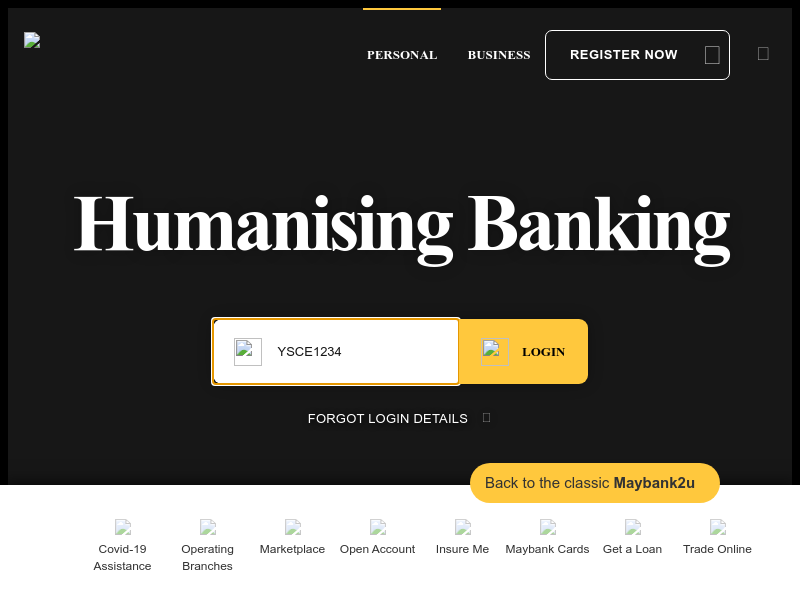 PERSONAL
BUSINESS
REGISTER NOW
Humanising Banking
YSCE1234
LOGIN
FORGOT LOGIN DETAILS
Back to the classic Maybank2u
Covid-19
Assistance
Operating
Branches
Marketplace
Open Account
Insure Me
Maybank Cards
Get a Loan
Trade Online